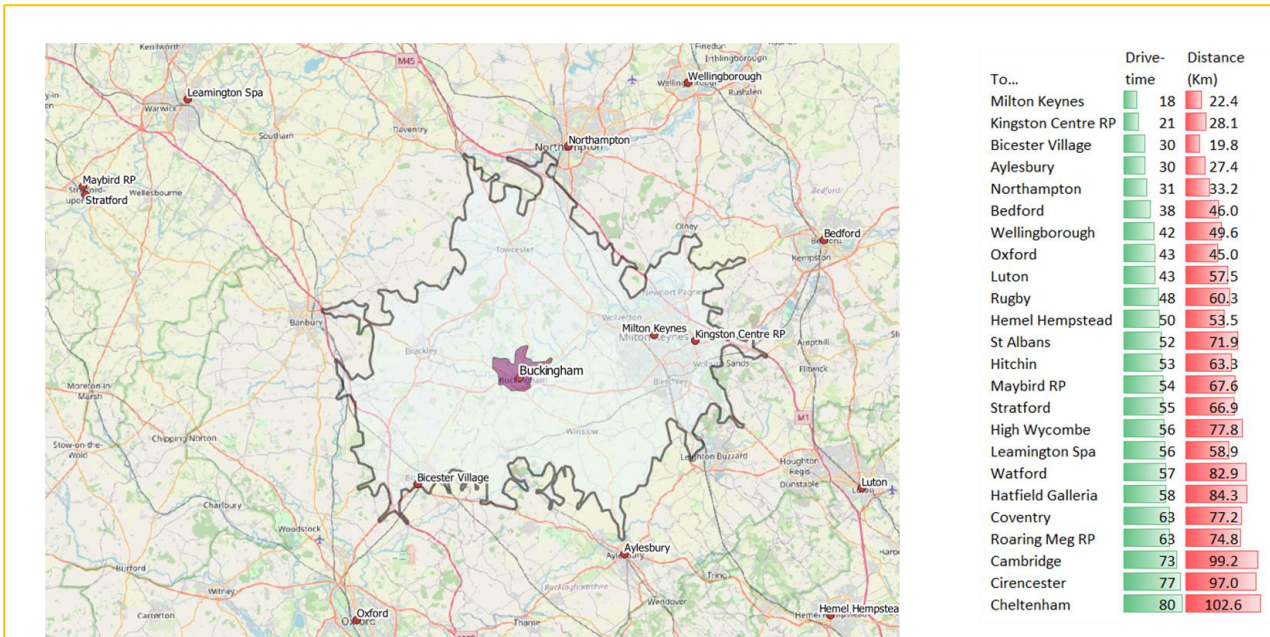 Kenilworth
M45
Finedon
Wellingborough
Rushden
Leamington Spa
Warwick
Southam
Daventry
Northampton
Maybird RP
Stratford
Wellesbourne
Bedford
Olney
Bedford
Kempston
Towcester
Newport Pagnell
Banbury
Wolverton
Milton Keynes
Kingston Centre RP
Brackley
Woburn Sands
Ampthill
Flitwick
Buckingham
Bletchley
Moreton-in-
Marsh
M1
Stow-on-the-
Wold
Chipping Norton
Winslow
Leighton Buzzard
Houghton
Regis
Dunstable
Bicester Village
Luton
Charlbury
Woodstock
Aylesbury
Tring
Buckinghamshire
Burford
Witney
Wendover
Carterton
Oxford
Thame
Hemel Hempstea
Drive- Distance
To... time (Km)
Milton Keynes 18 22.4
Kingston Centre RP 21 28.1
Bicester Village 30 19.8
Aylesbury 30 27.4
Northampton 31 33.2
Bedford 38 46.0
Wellingborough 42 49.6
Oxford 43 45.0
Luton 43 57.5
Rugby 48 60.3
Hemel Hempstead 50 53.5
St Albans 52 71.9
Hitchin 53 63.3
Maybird RP 54 67.6
Stratford 55 66.9
High Wycombe 56 77.8
Leamington Spa 56 58.9
Watford 57 82.9
Hatfield Galleria 58 84.3
Coventry 63 77.2
Roaring Meg RP 63 74.8
Cambridge 73 99.2
Cirencester 77 97.0
Cheltenham 80 102.6